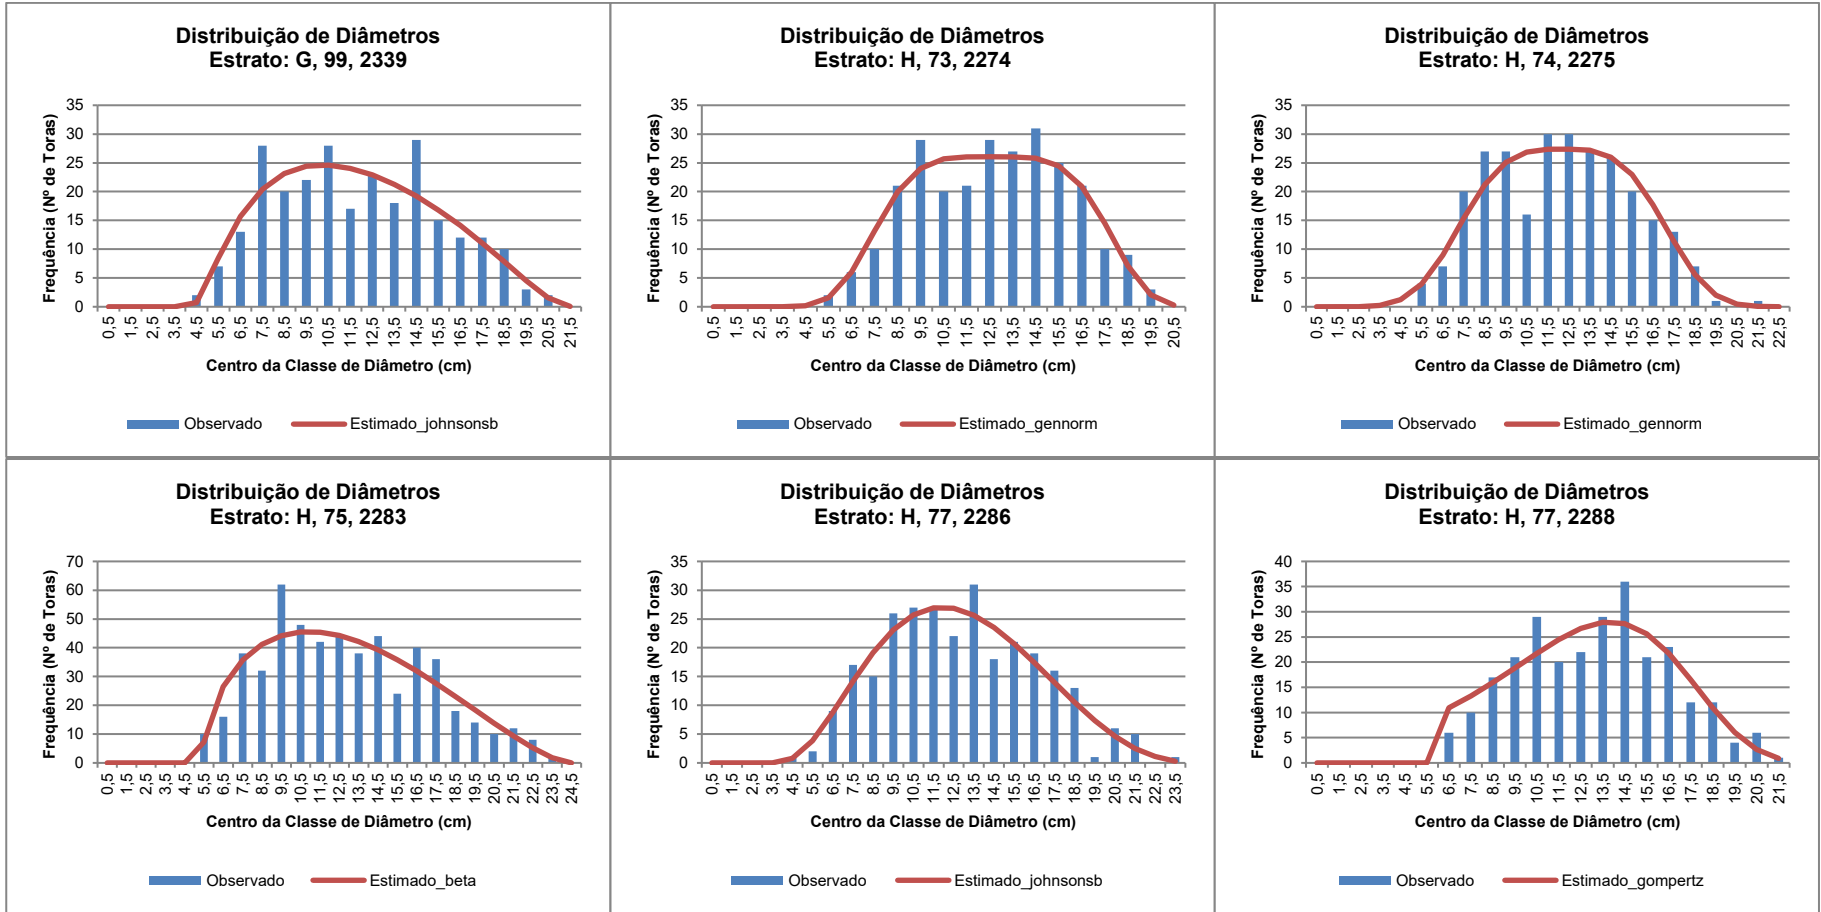 Distribuição de Diâmetros
Estrato: G, 99, 2339
Frequência (Nº de Toras)
35
30
25
20
15
10
5
0
0,5 1,5 2,5 3,5 4,5 5,5 6,5 7,5 8,5 9,5 10,5 11,5 12,5 13,5 14,5 15,5 16,5 17,5 18,5 19,5 20,5 21,5
Centro da Classe de Diâmetro (cm)
Observado Estimado_johnsonsb
Distribuição de Diâmetros
Estrato: H, 73, 2274
Frequência (Nº de Toras)
35
30
25
20
15
10
5
0
0,5 1,5 2,5 3,5 4,5 5,5 6,5 7,5 8,5 9,5 10,5 11,5 12,5 13,5 14,5 15,5 16,5 17,5 18,5 19,5 20,5
Centro da Classe de Diâmetro (cm)
Observado Estimado_gennorm
Distribuição de Diâmetros
Estrato: H, 74, 2275
Frequência (Nº de Toras)
35
30
25
20
15
10
5
0
0,5 1,5 2,5 3,5 4,5 5,5 6,5 7,5 8,5 9,5 10,5 11,5 12,5 13,5 14,5 15,5 16,5 17,5 18,5 19,5 20,5 21,5 22,5
Centro da Classe de Diâmetro (cm)
Observado Estimado_gennorm
Distribuição de Diâmetros
Estrato: H, 75, 2283
Frequência (Nº de Toras)
70
60
50
40
30
20
10
0
0,5 1,5 2,5 3,5 4,5 5,5 6,5 7,5 8,5 9,5 10,5 11,5 12,5 13,5 14,5 15,5 16,5 17,5 18,5 19,5 20,5 21,5 22,5 23,5 24,5
Centro da Classe de Diâmetro (cm)
Observado Estimado_beta
Distribuição de Diâmetros
Estrato: H, 77, 2286
Frequência (Nº de Toras)
35
30
25
20
15
10
5
0
0,5 1,5 2,5 3,5 4,5 5,5 6,5 7,5 8,5 9,5 10,5 11,5 12,5 13,5 14,5 15,5 16,5 17,5 18,5 19,5 20,5 21,5 22,5 23,5
Centro da Classe de Diâmetro (cm)
Observado Estimado_johnsonsb
Distribuição de Diâmetros
Estrato: H, 77, 2288
Frequência (Nº de Toras)
40
35
30
25
20
15
10
5
0
0,5 1,5 2,5 3,5 4,5 5,5 6,5 7,5 8,5 9,5 10,5 11,5 12,5 13,5 14,5 15,5 16,5 17,5 18,5 19,5 20,5 21,5
Centro da Classe de Diâmetro (cm)
Observado Estimado_gompertz